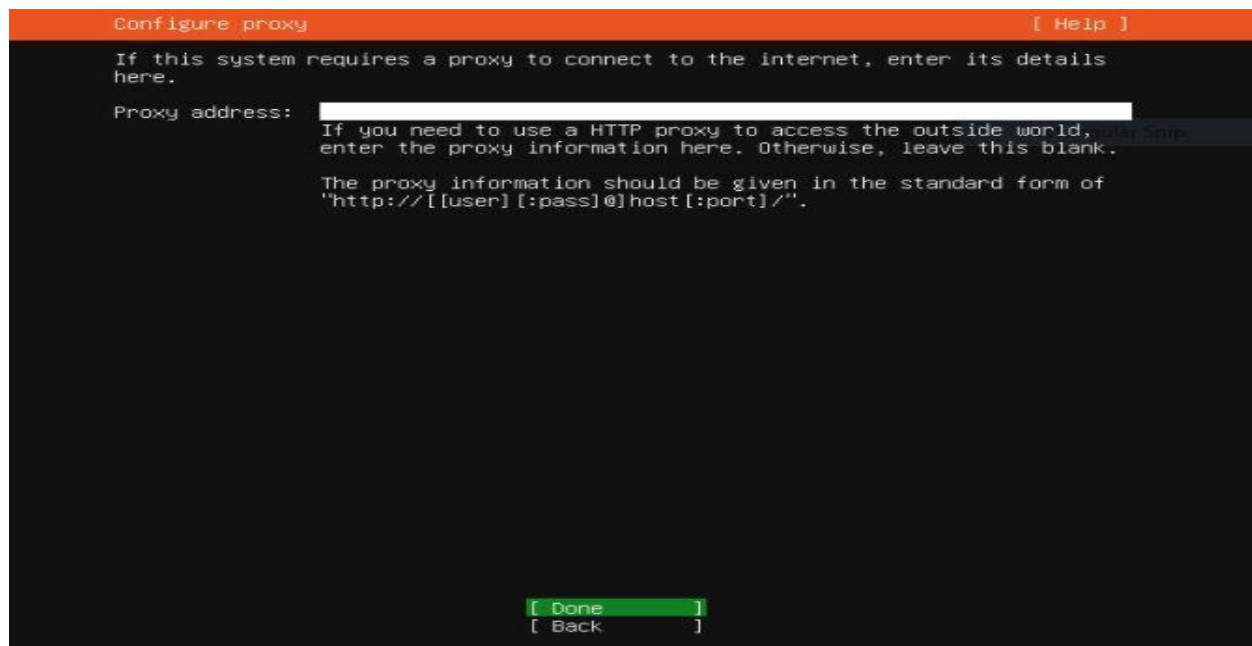 Configure proxy [ Help ]
If this system requires a proxy to connect to the internet, enter its details
here.
Proxy address:
If you need to use a HTTP proxy to access the outside world,
enter the proxy information here. Otherwise, leave this blank.
The proxy information should be given in the standard form of
"http://[[user][:pass]@]host[:port]/".
[ Done ]
[ Back ]